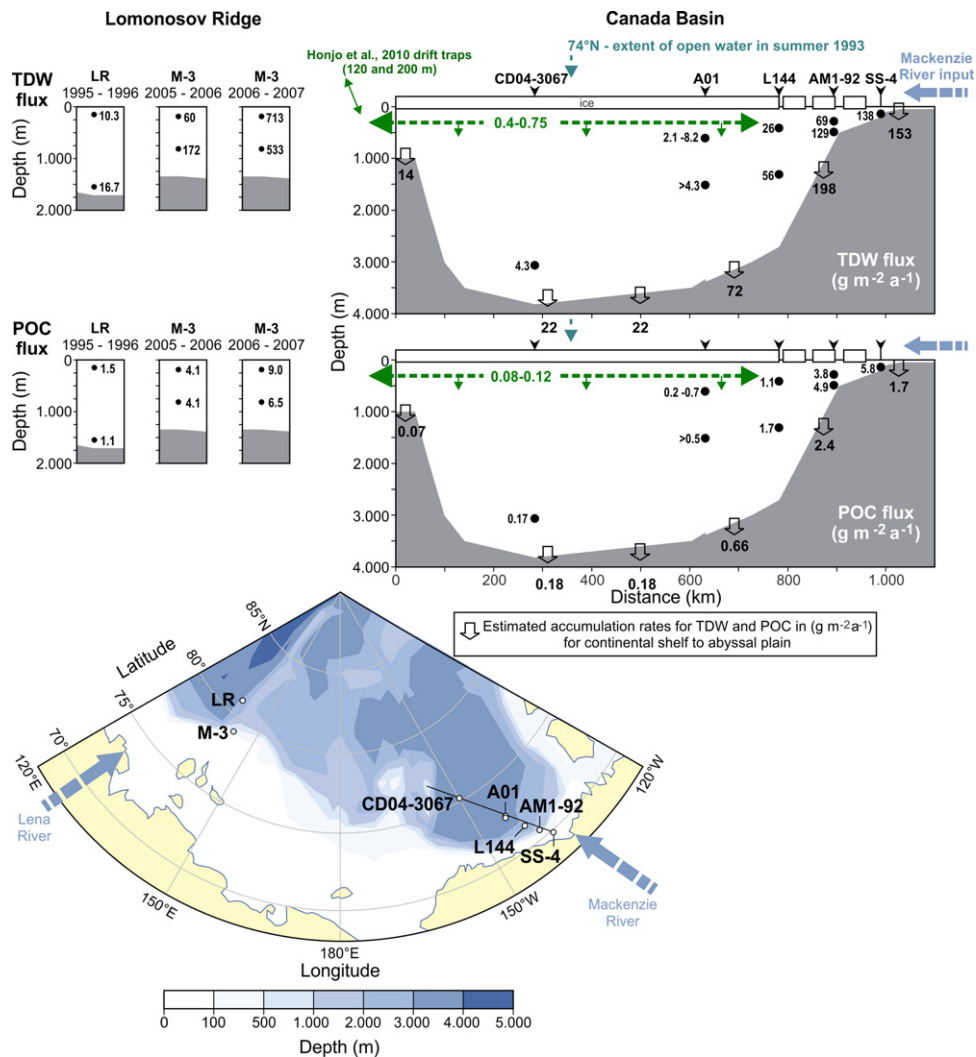 Lomonosov Ridge
Canada Basin
74°N - extent of open water in summer 1993
Honjo et al., 2010 drift traps
(120 and 200 m)
Mackenzie
River input
TDW
flux
LR
1995 - 1996
M-3
2005 - 2006
M-3
2006 - 2007
CD04-3067
A01
L144
AM1-92
SS-4
ice
Depth (m)
0
1.000
2.000
10.3
16.7
60
172
713
533
Depth (m)
0
1.000
2.000
3.000
4.000
0.4-0.75
14
2.1 -8.2
>4.3
4.3
26
56
69
129
138
153
198
72
22
22
TDW flux
(g m-2 a-1)
POC
flux
LR
1995 - 1996
M-3
2005 - 2006
M-3
2006 - 2007
Depth (m)
0
1.000
2.000
1.5
1.1
4.1
4.1
9.0
6.5
0
1.000
2.000
3.000
4.000
0.08-0.12
0.07
0.2 -0.7
>0.5
0.17
1.1
1.7
3.8
4.9
5.8
1.7
2.4
0.66
0.18
0.18
POC flux
(g m-2 a-1)
0
200
400
600
800
1.000
Distance (km)
Estimated accumulation rates for TDW and POC in (g m-2a-1)
for continental shelf to abyssal plain
Latitude
85°N
80°
75°
70°
120°E
150°E
180°E
150°W
120°W
Longitude
LR
M-3
CD04-3067
A01
AM1-92
L144
SS-4
Lena
River
Mackenzie
River
0
100
500
1.000
2.000
3.000
4.000
5.000
Depth (m)